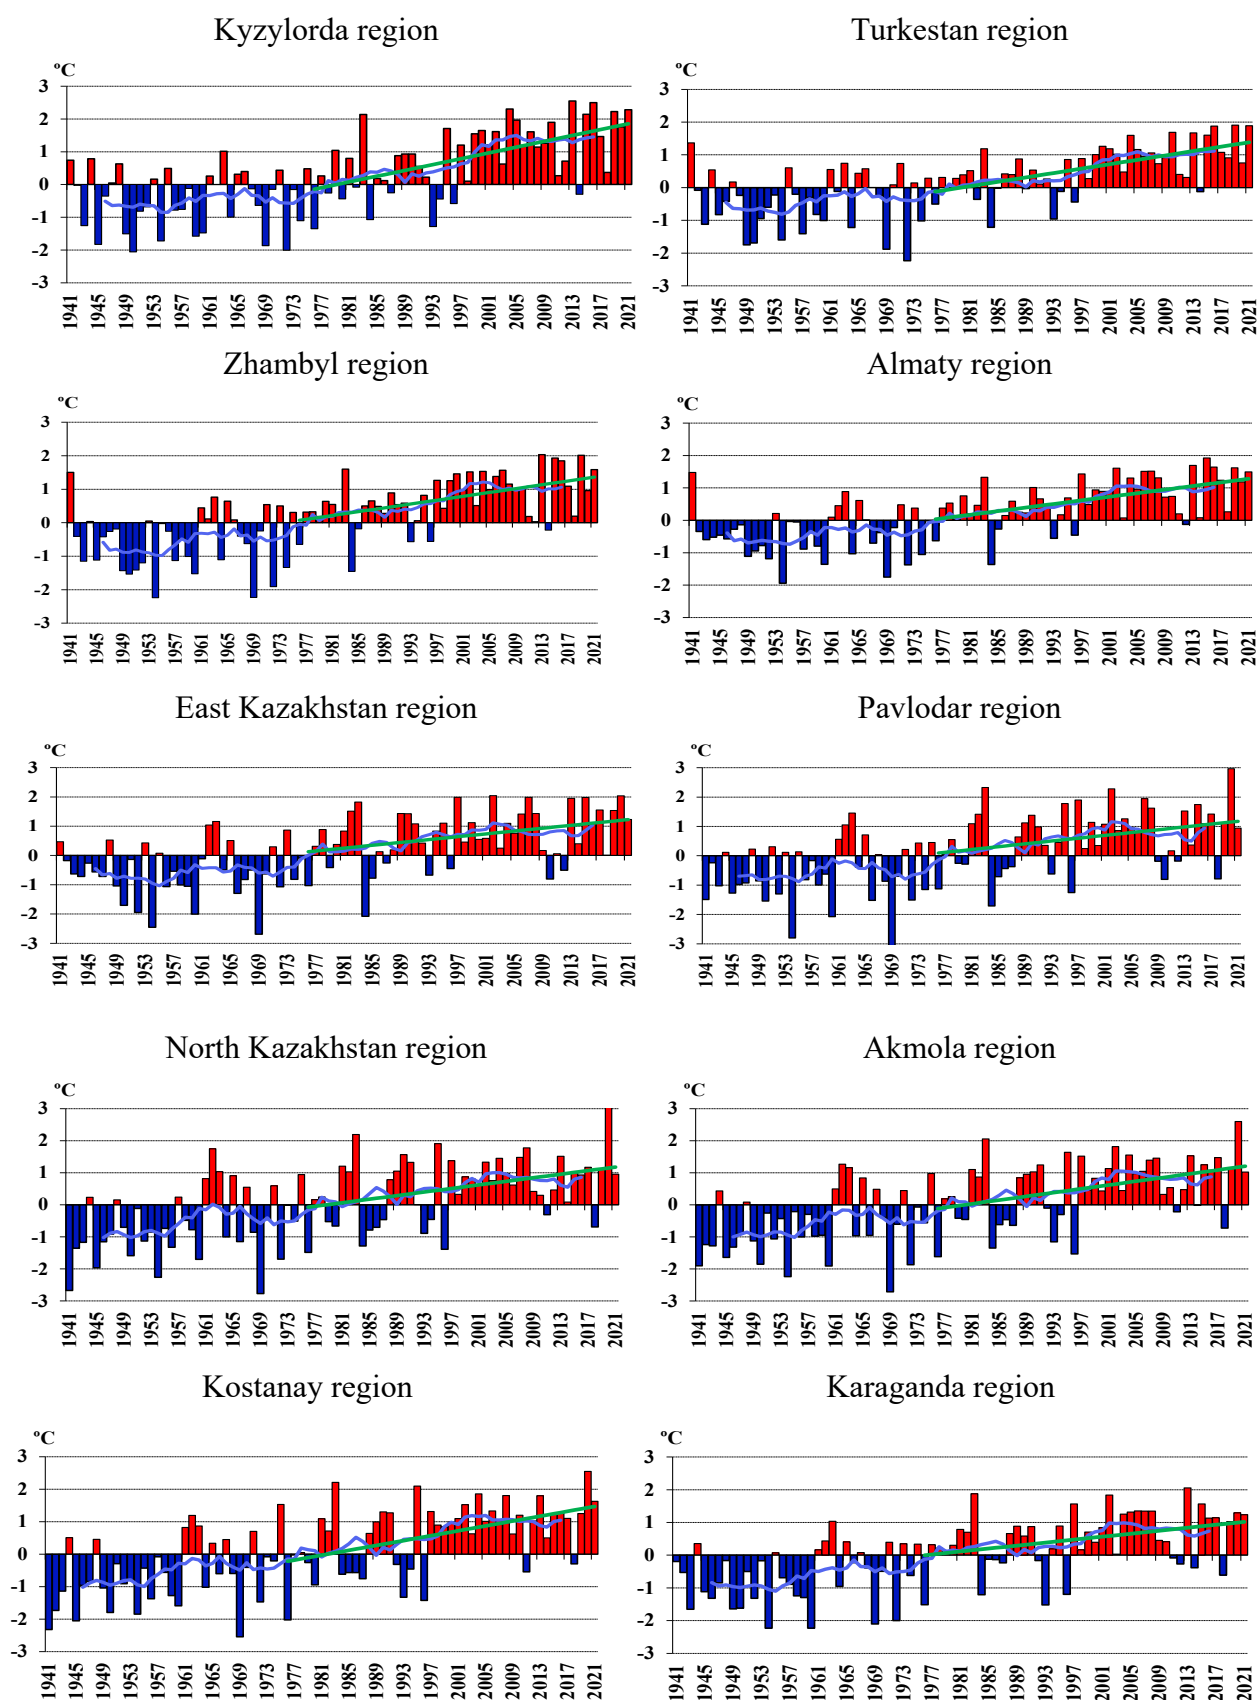 Kyzylorda region
Turkestan region
ºC
3
2
1
0
-1
-2
-3
1941 1945 1949 1953 1957 1961 1965 1969 1973 1977 1981 1985 1989 1993 1997 2001 2005 2009 2013 2017 2021
ºC
3
2
1
0
-1
-2
-3
1941 1945 1949 1953 1957 1961 1965 1969 1973 1977 1981 1985 1989 1993 1997 2001 2005 2009 2013 2017 2021
Zhambyl region
Almaty region
ºC
3
2
1
0
-1
-2
-3
1941 1945 1949 1953 1957 1961 1965 1969 1973 1977 1981 1985 1989 1993 1997 2001 2005 2009 2013 2017 2021
ºC
3
2
1
0
-1
-2
-3
1941 1945 1949 1953 1957 1961 1965 1969 1973 1977 1981 1985 1989 1993 1997 2001 2005 2009 2013 2017 2021
East Kazakhstan region
Pavlodar region
ºC
3
2
1
0
-1
-2
-3
1941 1945 1949 1953 1957 1961 1965 1969 1973 1977 1981 1985 1989 1993 1997 2001 2005 2009 2013 2017 2021
ºC
3
2
1
0
-1
-2
-3
1941 1945 1949 1953 1957 1961 1965 1969 1973 1977 1981 1985 1989 1993 1997 2001 2005 2009 2013 2017 2021
North Kazakhstan region
Akmola region
ºC
3
2
1
0
-1
-2
-3
1941 1945 1949 1953 1957 1961 1965 1969 1973 1977 1981 1985 1989 1993 1997 2001 2005 2009 2013 2017 2021
ºC
3
2
1
0
-1
-2
-3
1941 1945 1949 1953 1957 1961 1965 1969 1973 1977 1981 1985 1989 1993 1997 2001 2005 2009 2013 2017 2021
Kostanay region
Karaganda region
ºC
3
2
1
0
-1
-2
-3
1941 1945 1949 1953 1957 1961 1965 1969 1973 1977 1981 1985 1989 1993 1997 2001 2005 2009 2013 2017 2021
ºC
3
2
1
0
-1
-2
-3
1941 1945 1949 1953 1957 1961 1965 1969 1973 1977 1981 1985 1989 1993 1997 2001 2005 2009 2013 2017 2021